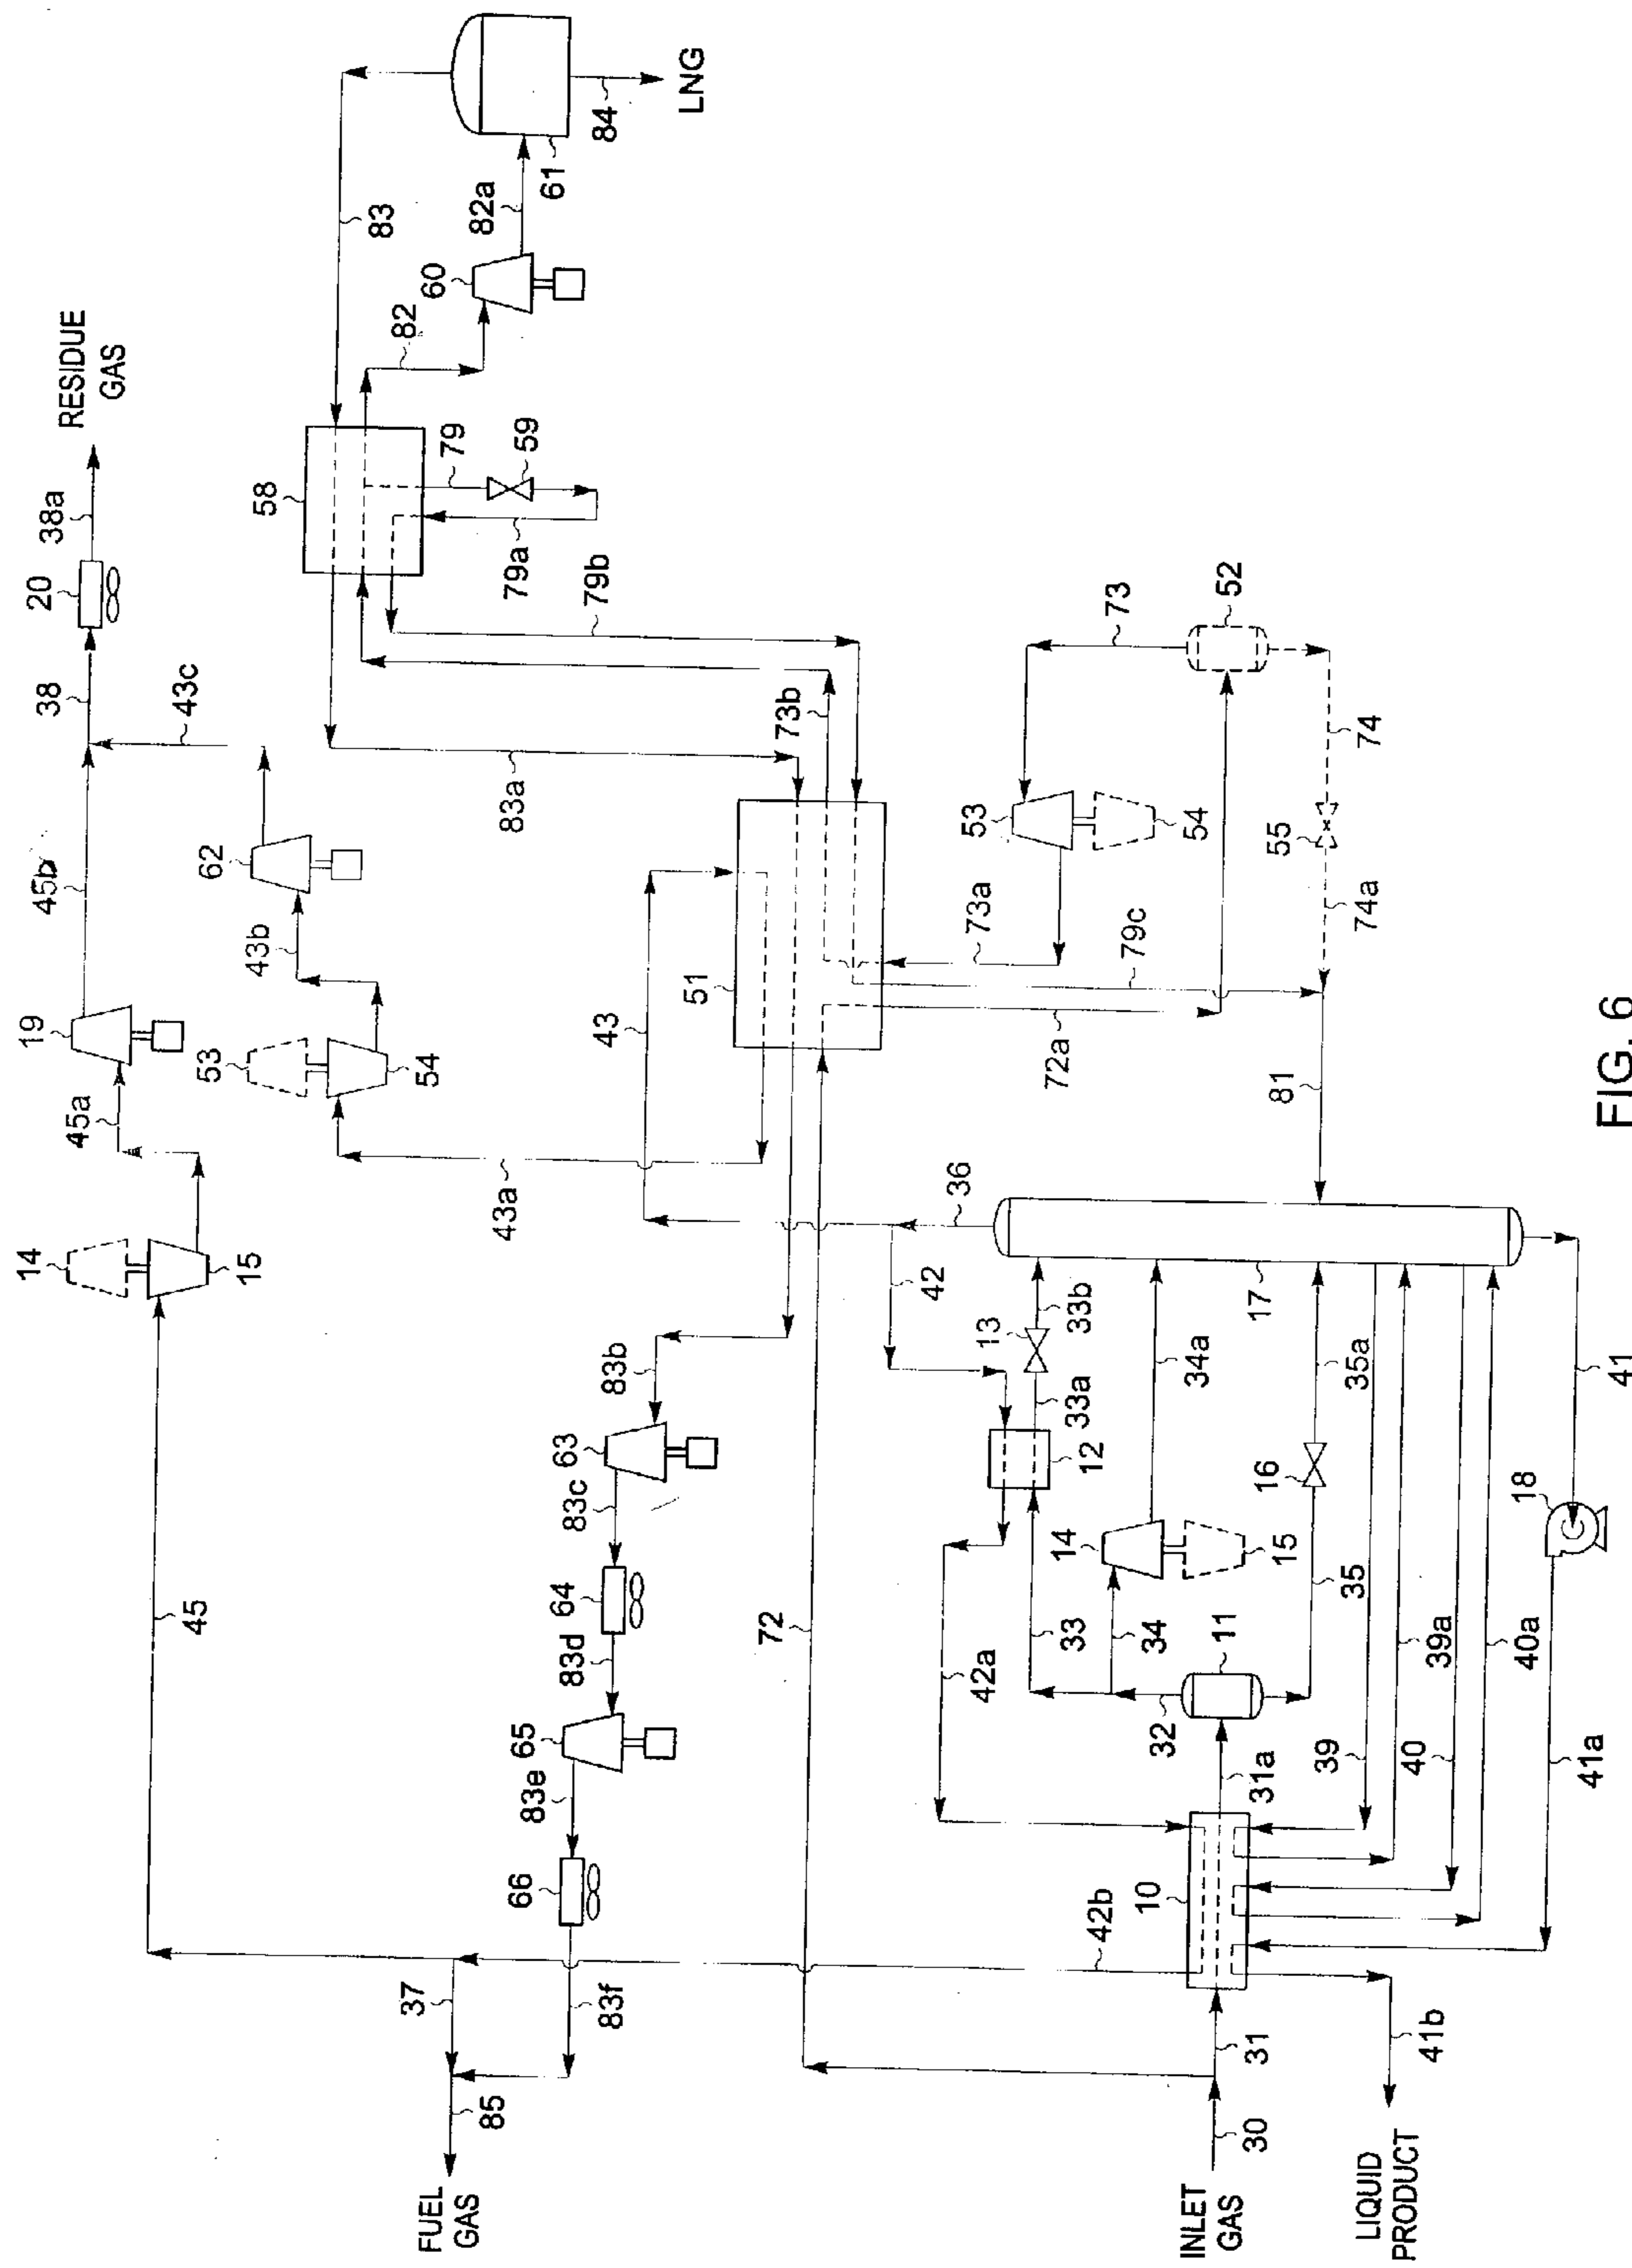 14
19
45b
38
20
38a
RESIDUE
GAS
45a
45
15
53
62
43c
43b
54
58
83
37
FUEL
GAS
85
82
60
79
59
82a
61
84
LNG
66
83e
65
83d
64
83c
63
83b
43a
83a
79a
79b
83f
43
51
72
73b
42a
42
36
53
73a
73
42b
33
12
33a
13
33b
72a
79c
54
52
10
32
11
34
14
34a
INLET
GAS
30
31
31a
15
17
81
55
39
35
16
35a
74a
74
LIQUID
PRODUCT
41b
40
39a
40a
18
41a
41
FIG. 6